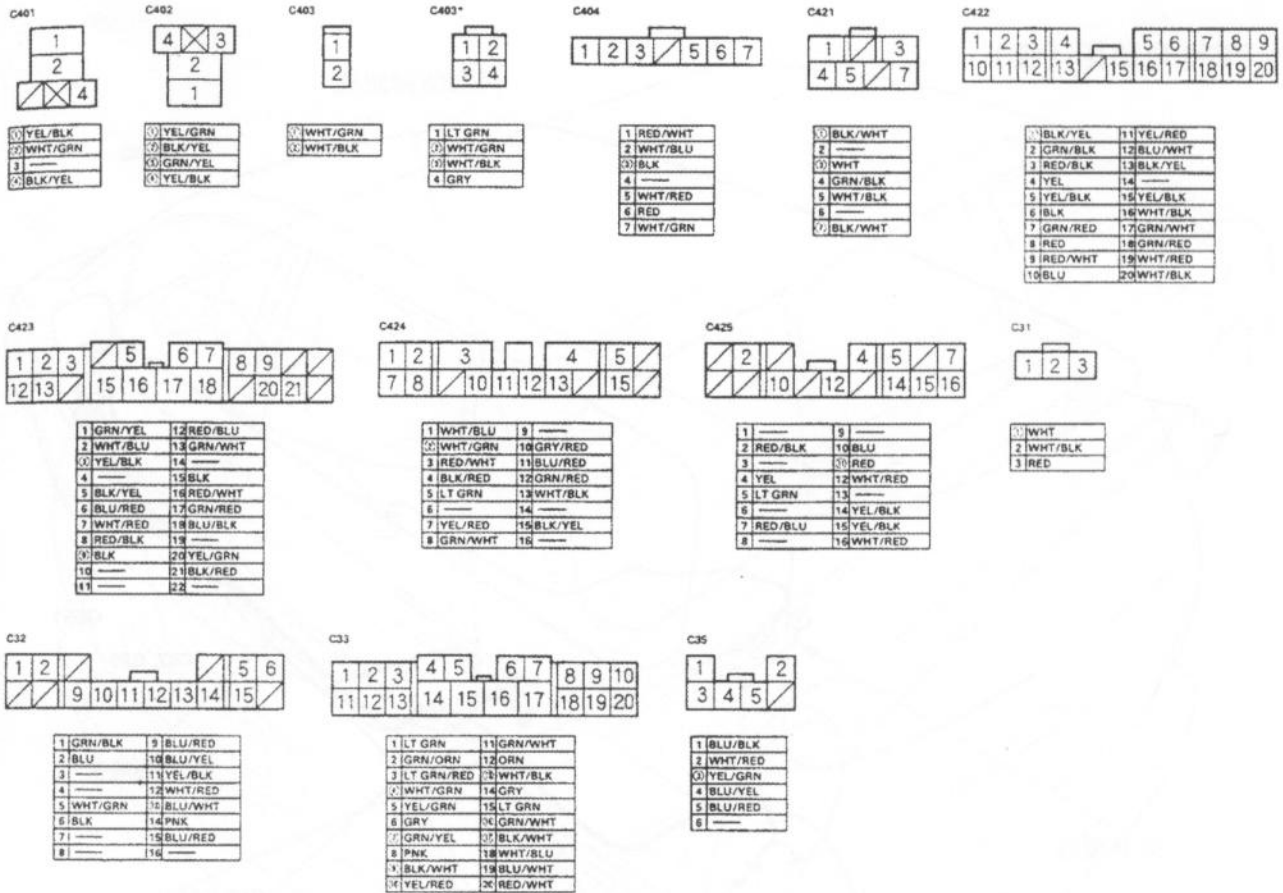 C401 C402 C403 C403* C404 C421 C422
1 4 3 1 1 2 1 2 3 5 6 7 1 3 1 2 3 4 5 6 7 8 9
2 2 2 3 4 4 5 7 10 11 12 13 15 16 17 18 19 20
4 1
1 YEL/BLK
2 WHT/GRN
3 —
4 BLK/YEL
1 YEL/GRN
2 BLK/YEL
3 GRN/YEL
4 YEL/BLK
1 WHT/GRN
2 WHT/BLK
1 LT GRN
2 WHT/GRN
3 WHT/BLK
4 GRY
1 RED/WHT
2 WHT/BLU
3 BLK
4 —
5 WHT/RED
6 RED
7 WHT/GRN
1 BLK/WHT
2 —
3 WHT
4 GRN/BLK
5 WHT/BLK
6 —
7 BLK/WHT
1 BLK/YEL 11 YEL/RED
2 GRN/BLK 12 BLU/WHT
3 RED/BLK 13 BLK/YEL
4 YEL 14 —
5 YEL/BLK 15 YEL/BLK
6 BLK 16 WHT/BLK
7 GRN/RED 17 GRN/WHT
8 RED 18 GRN/RED
9 RED/WHT 19 WHT/RED
10 BLU 20 WHT/BLK
C423 C424 C425 C31
1 2 3 5 6 7 8 9 1 2 3 4 5 2 4 5 7 1 2 3
12 13 15 16 17 18 20 21 7 8 10 11 12 13 15 10 12 14 15 16
1 GRN/YEL 12 RED/BLU
2 WHT/BLU 13 GRN/WHT
3 YEL/BLK 14 —
4 — 15 BLK
5 BLK/YEL 16 RED/WHT
6 BLU/RED 17 GRN/RED
7 WHT/RED 18 BLU/BLK
8 RED/BLK 19 —
9 BLK 20 YEL/GRN
10 — 21 BLK/RED
11 — 22 —
1 WHT/BLU 9 —
2 WHT/GRN 10 GRY/RED
3 RED/WHT 11 BLU/RED
4 BLK/RED 12 GRN/RED
5 LT GRN 13 WHT/BLK
6 — 14 —
7 YEL/RED 15 BLK/YEL
8 GRN/WHT 16 —
1 — 9 —
2 RED/BLK 10 BLU
3 — 11 RED
4 YEL 12 WHT/RED
5 LT GRN 13 —
6 — 14 YEL/BLK
7 RED/BLU 15 YEL/BLK
8 — 16 WHT/RED
1 WHT
2 WHT/BLK
3 RED
C32 C33 C35
1 2 5 6 1 2 3 4 5 6 7 8 9 10 1 2
9 10 11 12 13 14 15 11 12 13 14 15 16 17 18 19 20 3 4 5
1 GRN/BLK 9 BLU/RED
2 BLU 10 BLU/YEL
3 — 11 YEL/BLK
4 — 12 WHT/RED
5 WHT/GRN 13 BLU/WHT
6 BLK 14 PNK
7 — 15 BLU/RED
8 — 16 —
1 LT GRN 11 GRN/WHT
2 GRN/ORN 12 ORN
3 LT GRN/RED 13 WHT/BLK
4 WHT/GRN 14 GRY
5 YEL/GRN 15 LT GRN
6 GRY 16 GRN/WHT
7 GRN/YEL 17 BLK/WHT
8 PNK 18 WHT/BLU
9 BLK/WHT 19 BLU/WHT
10 YEL/RED 20 RED/WHT
1 BLU/BLK
2 WHT/RED
3 YEL/GRN
4 BLU/YEL
5 BLU/RED
6 —